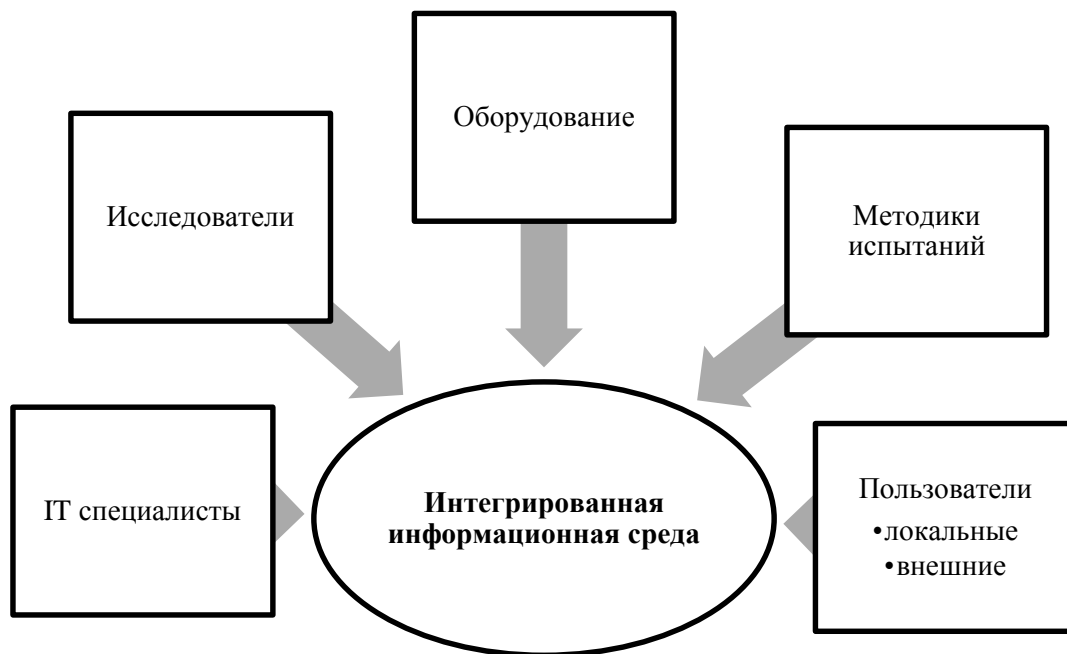 Оборудование
Исследователи
Методики
испытаний
IT специалисты
Интегрированная
информационная среда
Пользователи
•локальные
•внешние